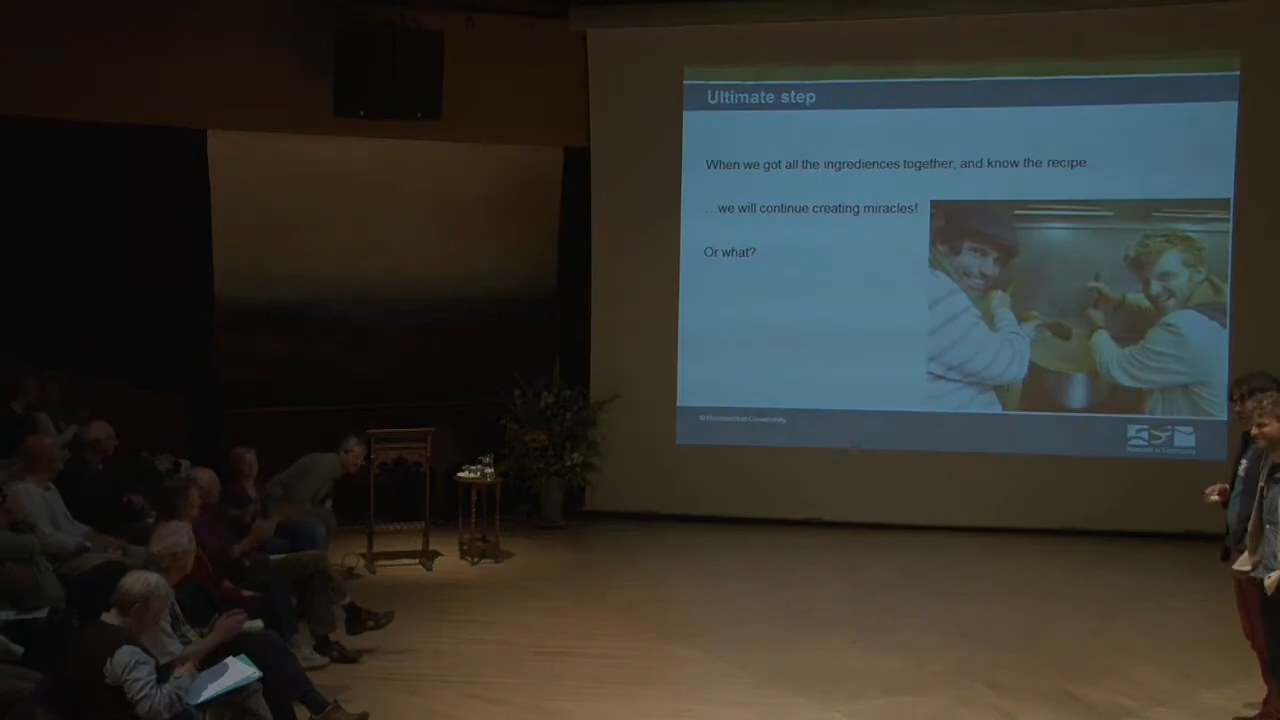 Ultimate step
When we got all the ingrediences together, and know the recipe
…we will continue creating miracles!
Or what?